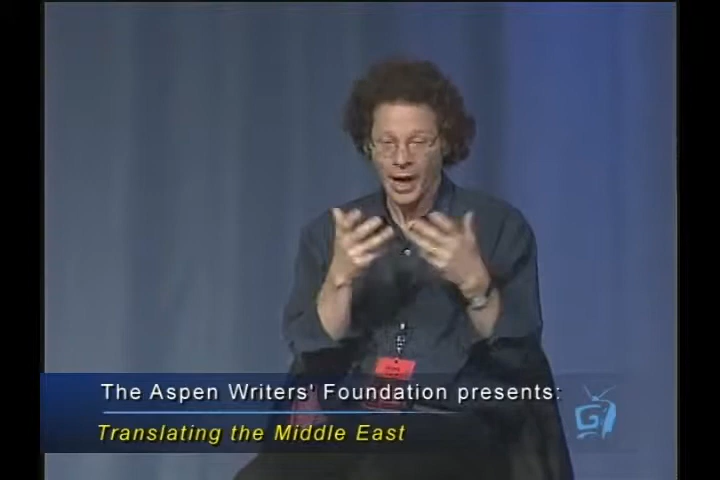 The Aspen Writers' Foundation presents:
Translating the Middle East